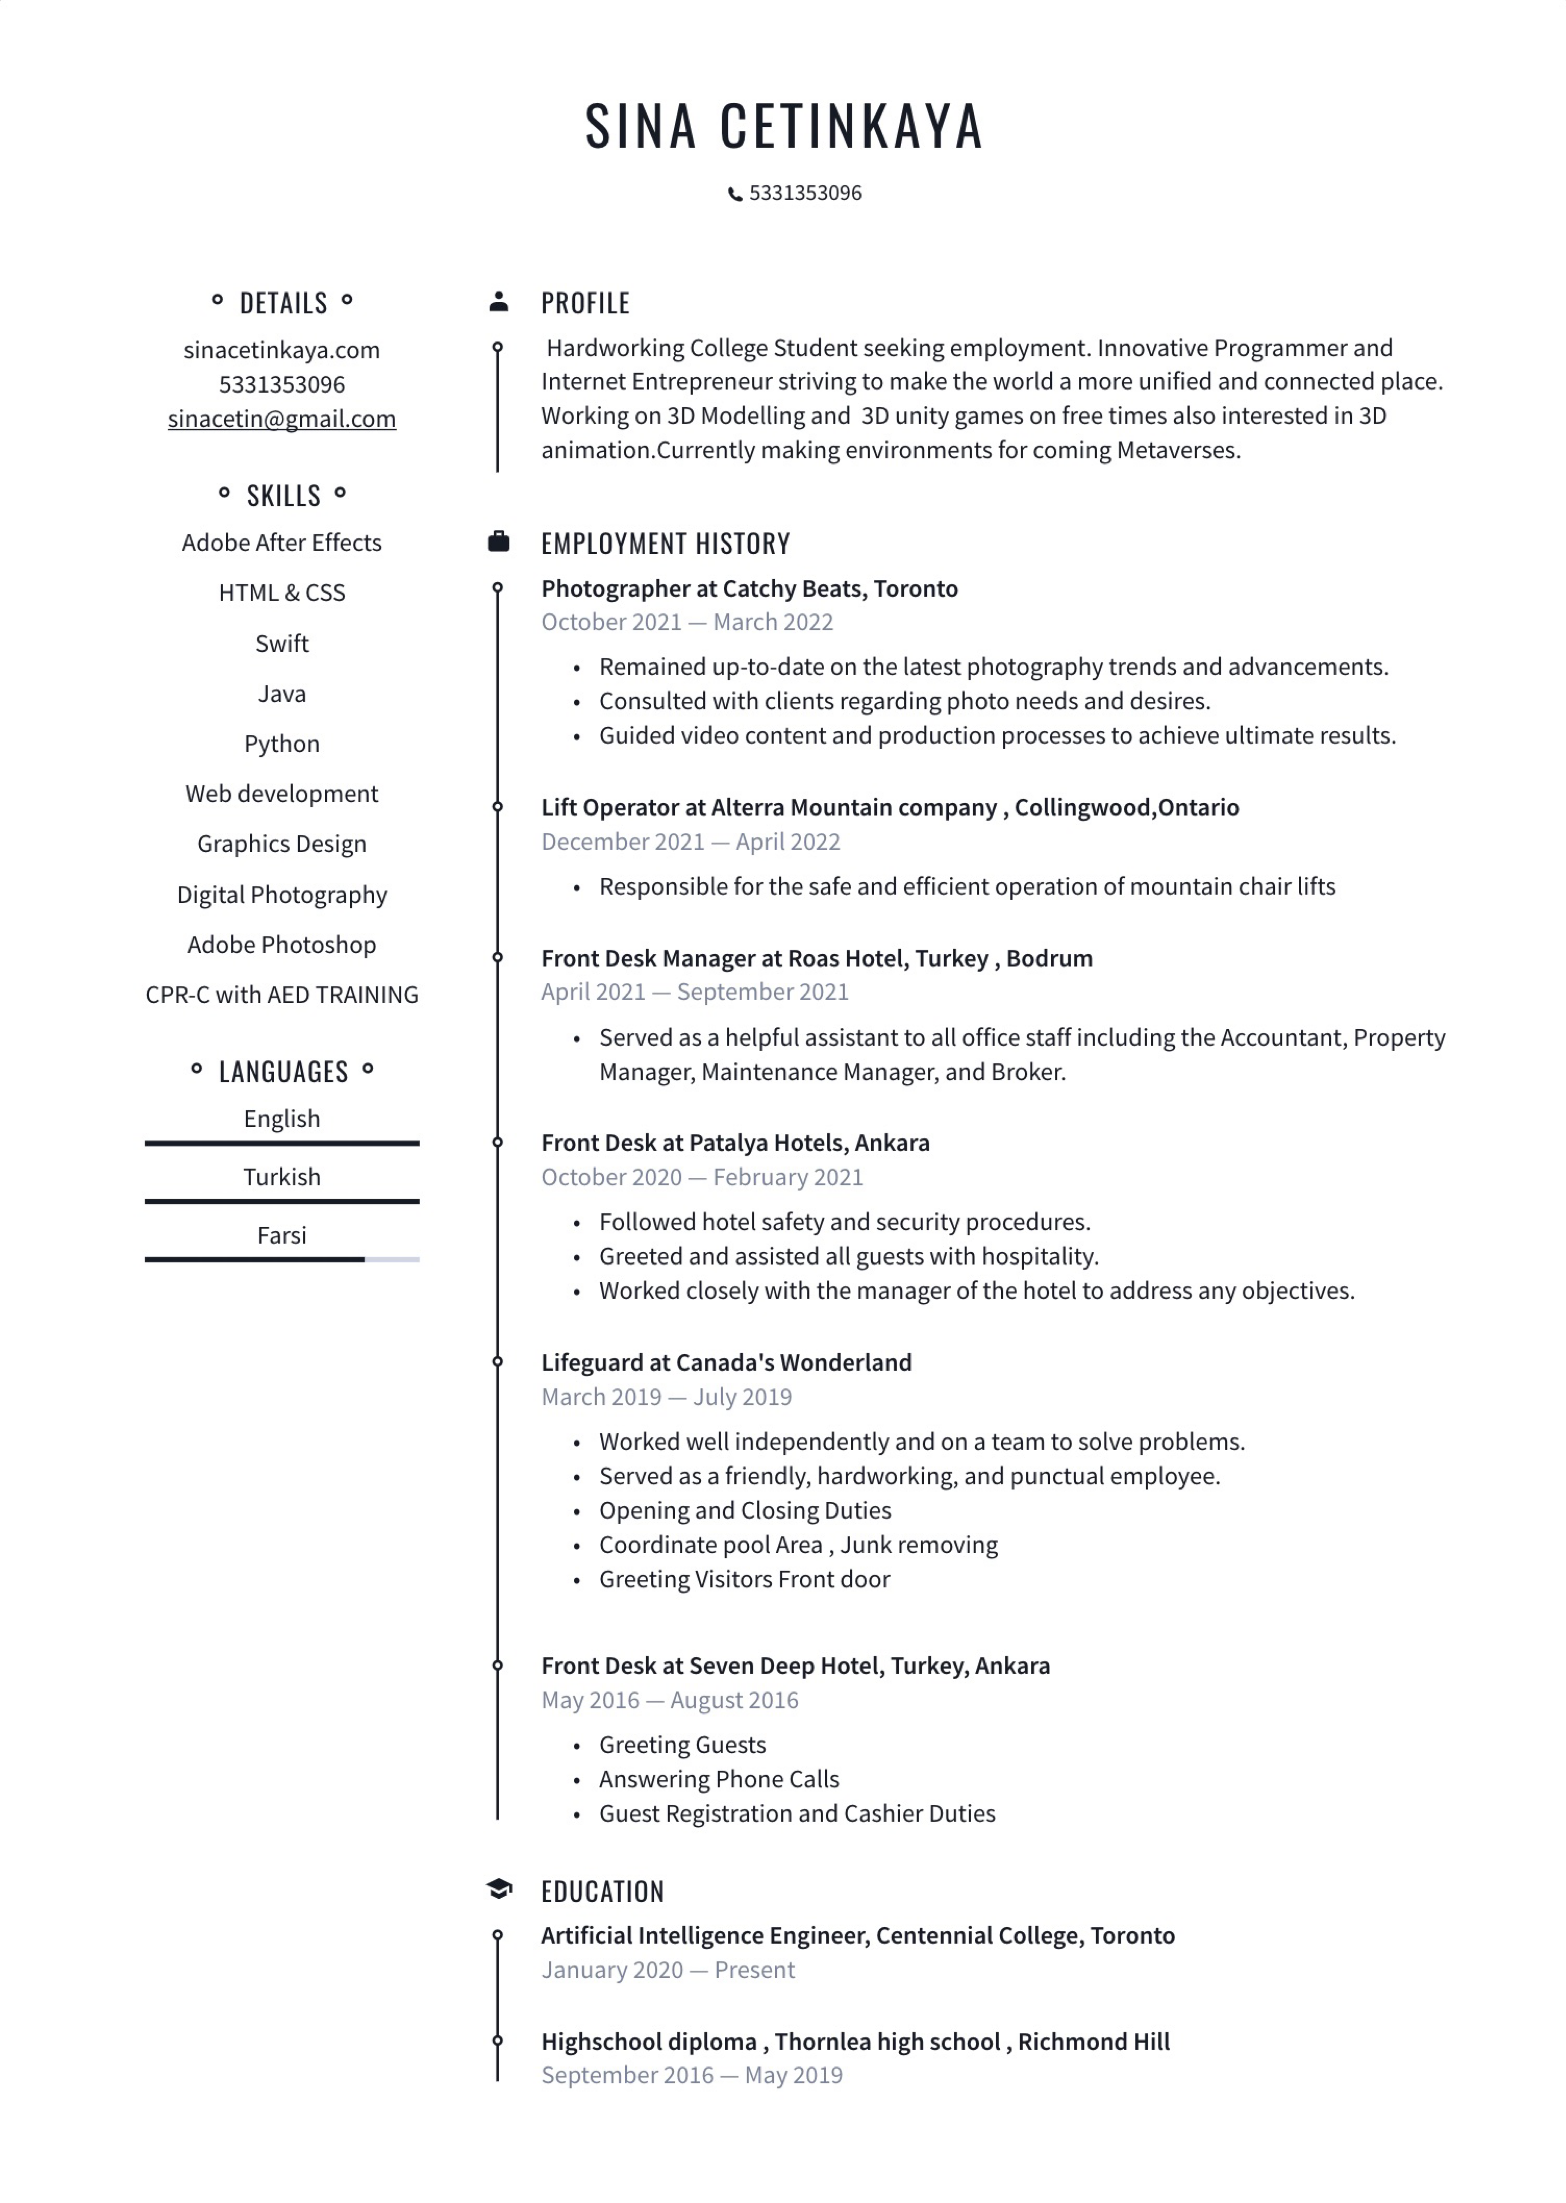 SINA CETINKAYA
5331353096
DETAILS
sinacetinkaya.com
5331353096
sinacetin@gmail.com
SKILLS
Adobe After Effects
HTML & CSS
Swift
Java
Python
Web development
Graphics Design
Digital Photography
Adobe Photoshop
CPR-C with AED TRAINING
LANGUAGES
English
Turkish
Farsi
PROFILE
Hardworking College Student seeking employment. Innovative Programmer and
Internet Entrepreneur striving to make the world a more unified and connected place.
Working on 3D Modelling and  3D unity games on free times also interested in 3D
animation.Currently making environments for coming Metaverses.
EMPLOYMENT HISTORY
Photographer at Catchy Beats, Toronto
October 2021 — March 2022
• Remained up-to-date on the latest photography trends and advancements.
• Consulted with clients regarding photo needs and desires.
• Guided video content and production processes to achieve ultimate results.
Lift Operator at Alterra Mountain company , Collingwood,Ontario
December 2021 — April 2022
• Responsible for the safe and efficient operation of mountain chair lifts
Front Desk Manager at Roas Hotel, Turkey , Bodrum
April 2021 — September 2021
• Served as a helpful assistant to all office staff including the Accountant, Property
Manager, Maintenance Manager, and Broker.
Front Desk at Patalya Hotels, Ankara
October 2020 — February 2021
• Followed hotel safety and security procedures.
• Greeted and assisted all guests with hospitality.
• Worked closely with the manager of the hotel to address any objectives.
Lifeguard at Canada's Wonderland
March 2019 — July 2019
• Worked well independently and on a team to solve problems.
• Served as a friendly, hardworking, and punctual employee.
• Opening and Closing Duties
• Coordinate pool Area , Junk removing
• Greeting Visitors Front door
Front Desk at Seven Deep Hotel, Turkey, Ankara
May 2016 — August 2016
• Greeting Guests
• Answering Phone Calls
• Guest Registration and Cashier Duties
EDUCATION
Artificial Intelligence Engineer, Centennial College, Toronto
January 2020 — Present
Highschool diploma , Thornlea high school , Richmond Hill
September 2016 — May 2019